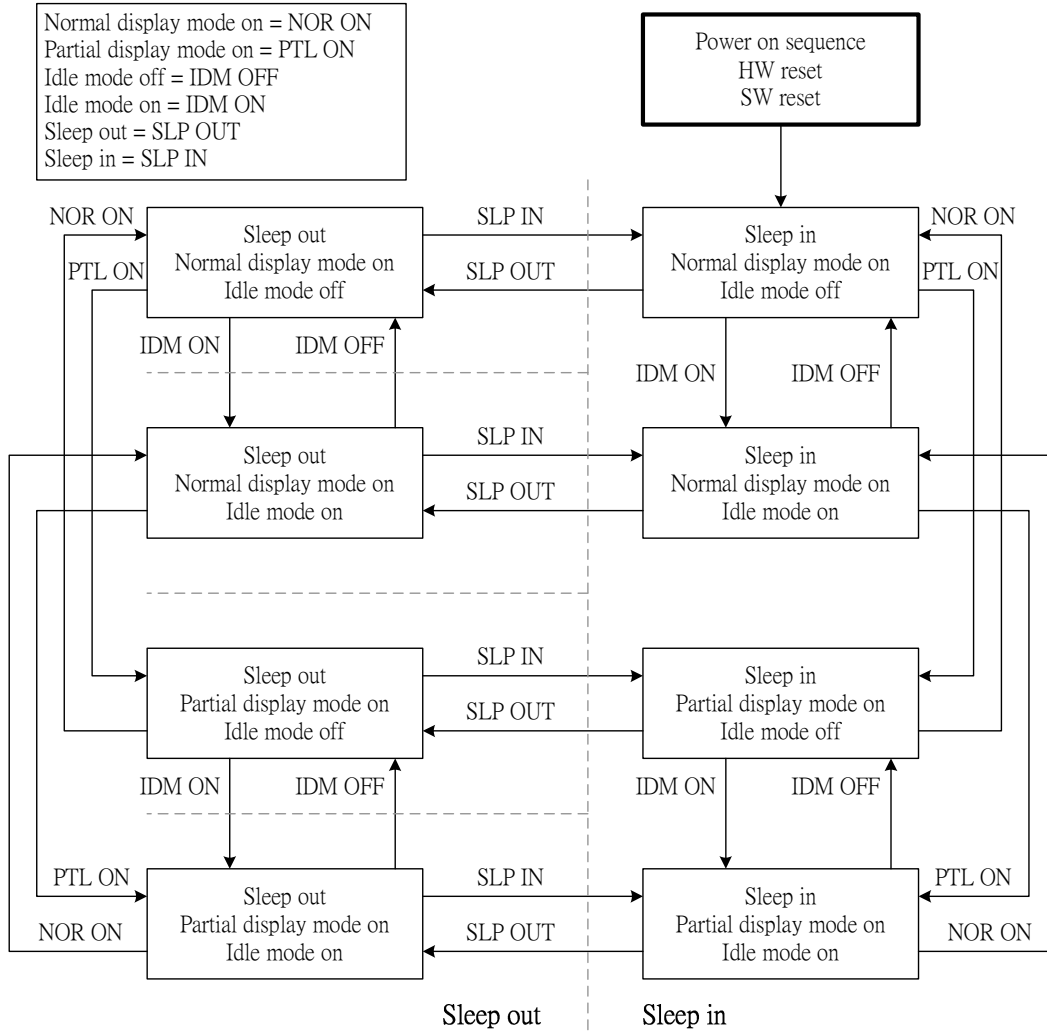 Normal display mode on = NOR ON
Partial display mode on = PTL ON
Idle mode off = IDM OFF
Idle mode on = IDM ON
Sleep out = SLP OUT
Sleep in = SLP IN
Power on sequence
HW reset
SW reset
NOR ON
PTL ON
Sleep out
Normal display mode on
Idle mode off
SLP IN
SLP OUT
Sleep in
Normal display mode on
Idle mode off
NOR ON
PTL ON
IDM ON
IDM OFF
IDM ON
IDM OFF
Sleep out
Normal display mode on
Idle mode on
SLP IN
SLP OUT
Sleep in
Normal display mode on
Idle mode on
Sleep out
Partial display mode on
Idle mode off
SLP IN
SLP OUT
Sleep in
Partial display mode on
Idle mode off
IDM ON
IDM OFF
IDM ON
IDM OFF
PTL ON
NOR ON
Sleep out
Partial display mode on
Idle mode on
SLP IN
SLP OUT
Sleep in
Partial display mode on
Idle mode on
PTL ON
NOR ON
Sleep out
Sleep in